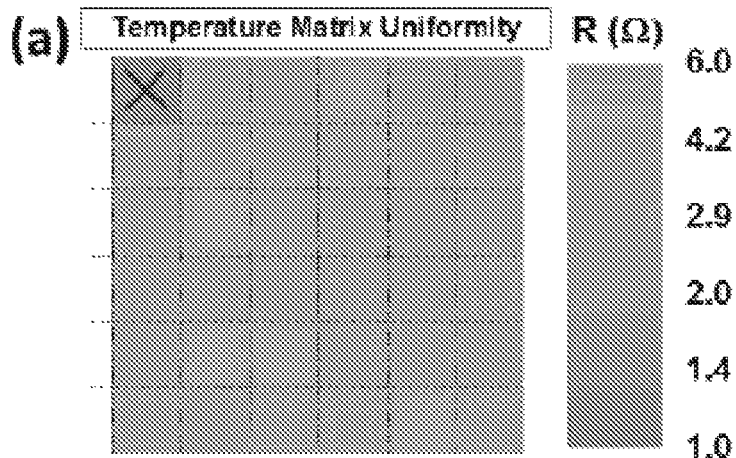 (a)
Temperature Matrix Uniformity
R (Ω)
6.0
4.2
2.9
2.0
1.4
1.0